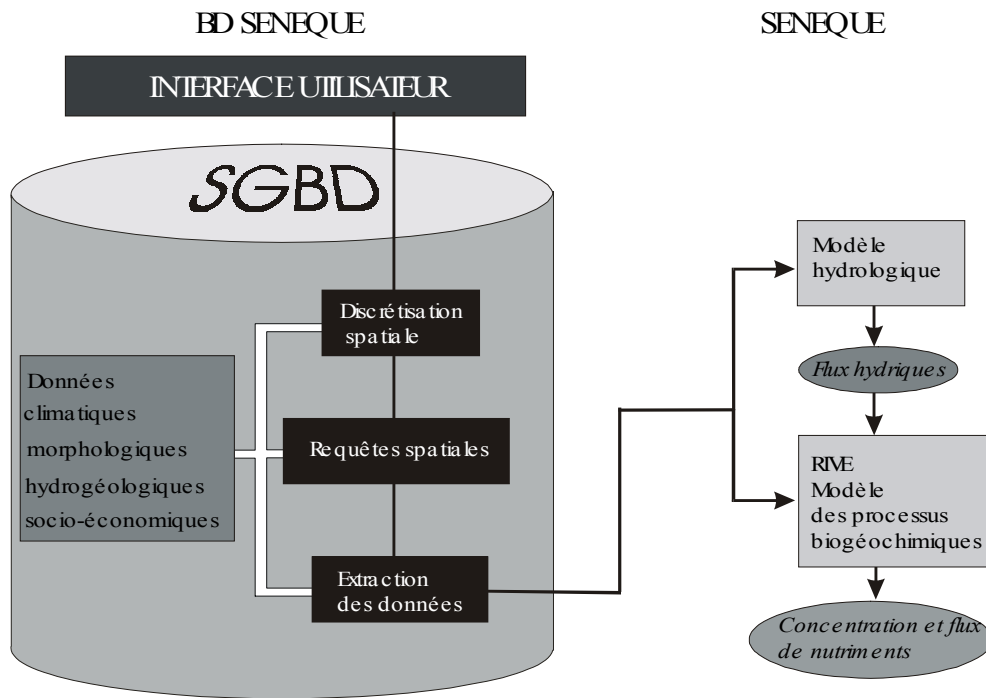 BD SENEQUE
SENEQUE
INTERFACE UTILISATEUR
SGBD
Discrétisation
spatiale
Données
climatiques
morphologiques
hydrogéologiques
socio-économiques
Requêtes spatiales
Extraction
des données
Modèle
hydrologique
Flux hydriques
RIVE
Modèle
des processus
biogéochimiques
Concentration et flux
de nutriments